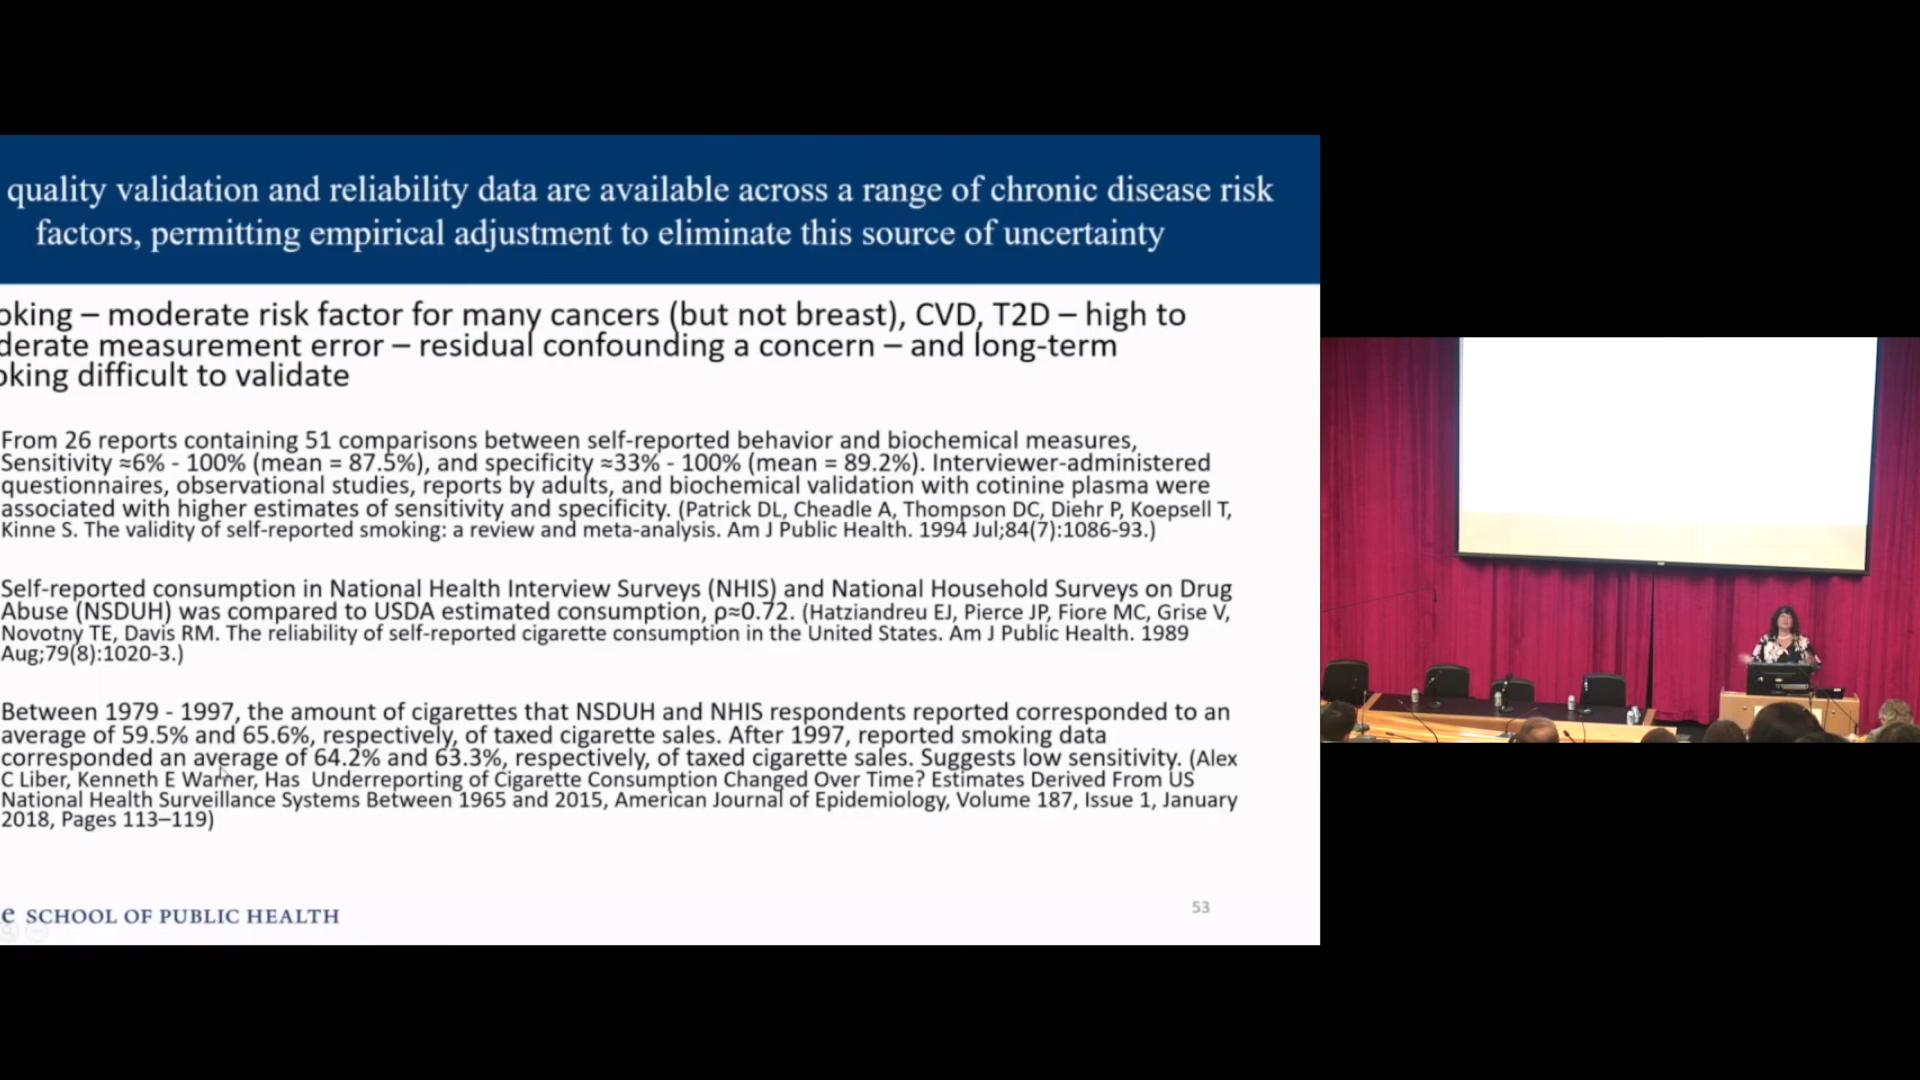 quality validation and reliability data are available across a range of chronic disease risk
factors, permitting empirical adjustment to eliminate this source of uncertainty
oking – moderate risk factor for many cancers (but not breast), CVD, T2D – high to
derate measurement error – residual confounding a concern – and long-term
oking difficult to validate
From 26 reports containing 51 comparisons between self-reported behavior and biochemical measures,
Sensitivity ≈6% - 100% (mean = 87.5%), and specificity ≈33% - 100% (mean = 89.2%). Interviewer-administered
questionnaires, observational studies, reports by adults, and biochemical validation with cotinine plasma were
associated with higher estimates of sensitivity and specificity. (Patrick DL, Cheadle A, Thompson DC, Diehr P, Koepsell T,
Kinne S. The validity of self-reported smoking: a review and meta-analysis. Am J Public Health. 1994 Jul;84(7):1086-93.)
Self-reported consumption in National Health Interview Surveys (NHIS) and National Household Surveys on Drug
Abuse (NSDUH) was compared to USDA estimated consumption, ρ≈0.72. (Hatziandreu EJ, Pierce JP, Fiore MC, Grise V,
Novotny TE, Davis RM. The reliability of self-reported cigarette consumption in the United States. Am J Public Health. 1989
Aug;79(8):1020-3.)
Between 1979 - 1997, the amount of cigarettes that NSDUH and NHIS respondents reported corresponded to an
average of 59.5% and 65.6%, respectively, of taxed cigarette sales. After 1997, reported smoking data
corresponded an average of 64.2% and 63.3%, respectively, of taxed cigarette sales. Suggests low sensitivity. (Alex
C Liber, Kenneth E Warner, Has Underreporting of Cigarette Consumption Changed Over Time? Estimates Derived From US
National Health Surveillance Systems Between 1965 and 2015, American Journal of Epidemiology, Volume 187, Issue 1, January
2018, Pages 113–119)
e SCHOOL OF PUBLIC HEALTH
53